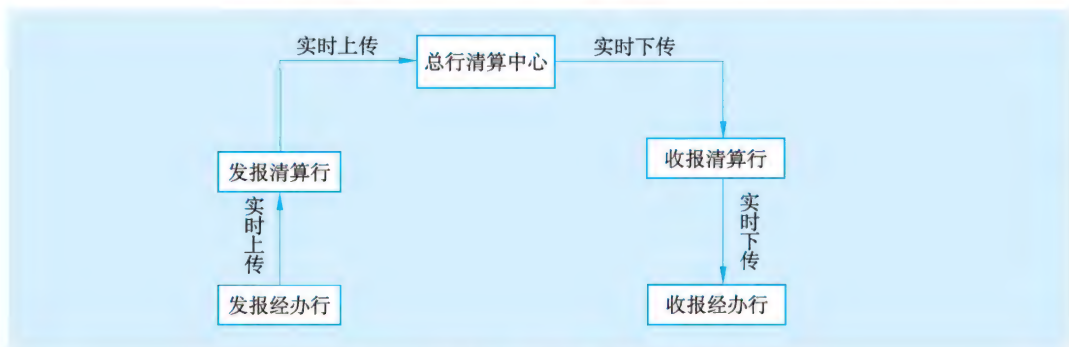 实时上传
总行清算中心
实时下传
发报清算行
收报清算行
实时上传
实时下传
发报经办行
收报经办行